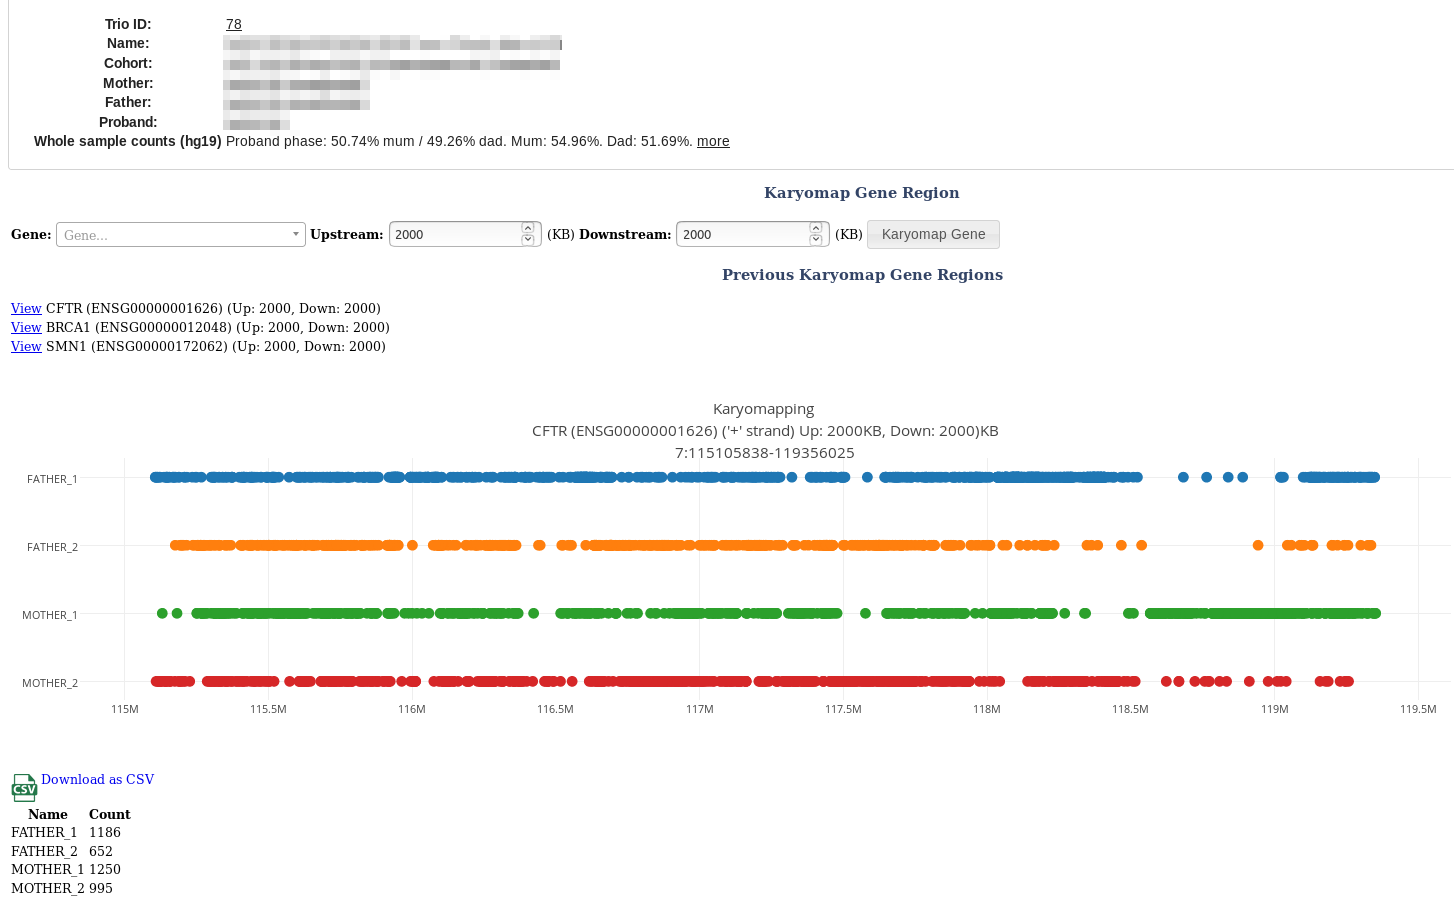 Trio ID: 78
Name:
Cohort:
Mother:
Father:
Proband:
Whole sample counts (hg19) Proband phase: 50.74% mum / 49.26% dad. Mum: 54.96%. Dad: 51.69%. more
Karyomap Gene Region
Gene: Gene... Upstream: 2000 (KB) Downstream: 2000 (KB) Karyomap Gene
Previous Karyomap Gene Regions
View CFTR (ENSG00000001626) (Up: 2000, Down: 2000)
View BRCA1 (ENSG00000012048) (Up: 2000, Down: 2000)
View SMN1 (ENSG00000172062) (Up: 2000, Down: 2000)
Karyomapping
CFTR (ENSG00000001626) ('+' strand) Up: 2000KB, Down: 2000)KB
7:115105838-119356025
FATHER_1
FATHER_2
MOTHER_1
MOTHER_2
115M 115.5M 116M 116.5M 117M 117.5M 118M 118.5M 119M 119.5M
CSV Download as CSV
Name Count
FATHER_1 1186
FATHER_2 652
MOTHER_1 1250
MOTHER_2 995